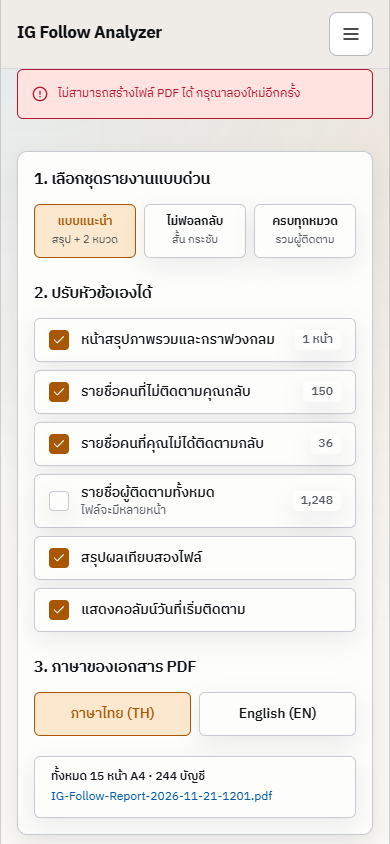 IG Follow Analyzer
ไม่สามารถสร้างไฟล์ PDF ได้ กรุณาลองใหม่อีกครั้ง
1. เลือกชุดรายงานแบบด่วน
แบบแนะนำ
สรุป + 2 หมวด
ไม่ฟอลกลับ
สั้น กระชับ
ครบทุกหมวด
รวมผู้ติดตาม
2. ปรับหัวข้อเองได้
หน้าสรุปภาพรวมและกราฟวงกลม 1 หน้า
รายชื่อคนที่ไม่ติดตามคุณกลับ 150
รายชื่อคนที่คุณไม่ได้ติดตามกลับ 36
รายชื่อผู้ติดตามทั้งหมด 1,248
ไฟล์จะมีหลายหน้า
สรุปผลเทียบสองไฟล์
แสดงคอลัมน์วันที่เริ่มติดตาม
3. ภาษาของเอกสาร PDF
ภาษาไทย (TH) English (EN)
ทั้งหมด 15 หน้า A4 · 244 บัญชี
IG-Follow-Report-2026-11-21-1201.pdf